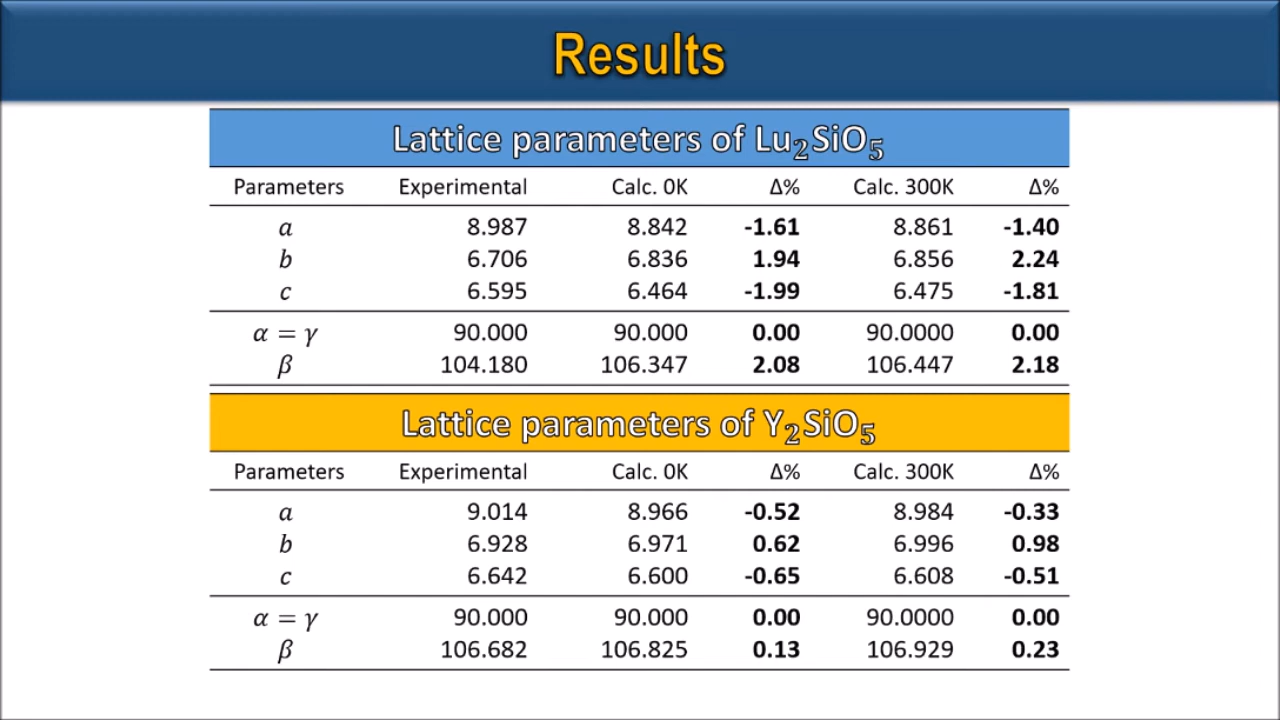 Results
Lattice parameters of Lu₂SiO₅
Parameters Experimental Calc. 0K Δ% Calc. 300K Δ%
a 8.987 8.842 -1.61 8.861 -1.40
b 6.706 6.836 1.94 6.856 2.24
c 6.595 6.464 -1.99 6.475 -1.81
α = γ 90.000 90.000 0.00 90.0000 0.00
β 104.180 106.347 2.08 106.447 2.18
Lattice parameters of Y₂SiO₅
Parameters Experimental Calc. 0K Δ% Calc. 300K Δ%
a 9.014 8.966 -0.52 8.984 -0.33
b 6.928 6.971 0.62 6.996 0.98
c 6.642 6.600 -0.65 6.608 -0.51
α = γ 90.000 90.000 0.00 90.0000 0.00
β 106.682 106.825 0.13 106.929 0.23